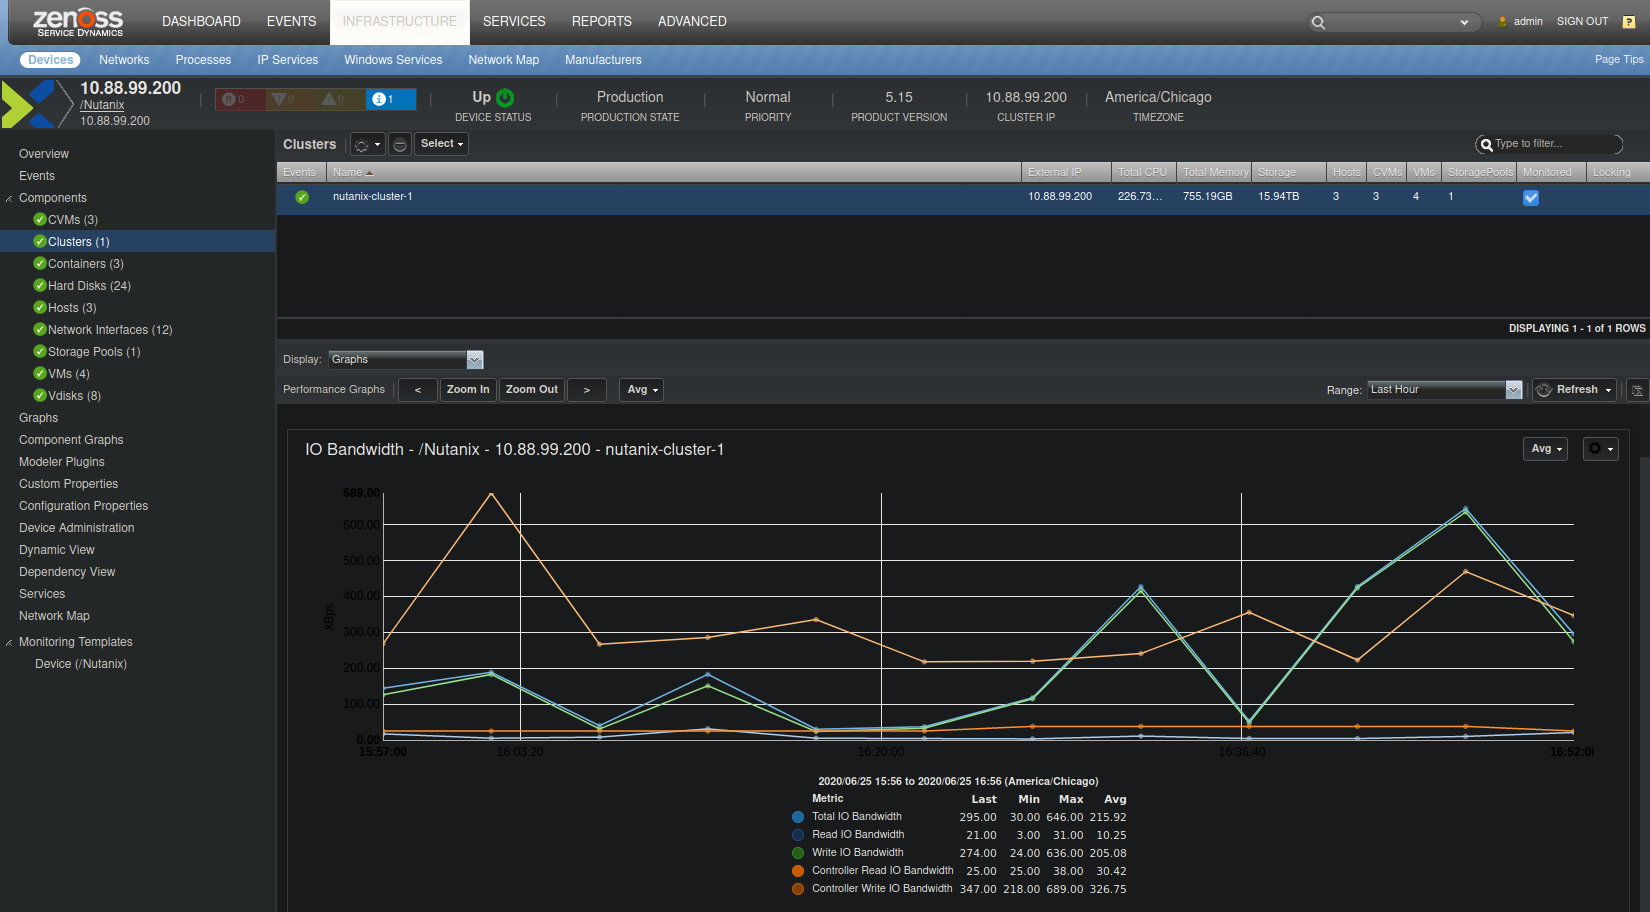 zenoss
SERVICE DYNAMICS
DASHBOARD EVENTS INFRASTRUCTURE SERVICES REPORTS ADVANCED
admin SIGN OUT ?
Devices Networks Processes IP Services Windows Services Network Map Manufacturers Page Tips
10.88.99.200
/Nutanix
10.88.99.200
0 0 0 1
Up Production Normal 5.15 10.88.99.200 America/Chicago
DEVICE STATUS PRODUCTION STATE PRIORITY PRODUCT VERSION CLUSTER IP TIMEZONE
Overview
Events
Components
CVMs (3)
Clusters (1)
Containers (3)
Hard Disks (24)
Hosts (3)
Network Interfaces (12)
Storage Pools (1)
VMs (4)
Vdisks (8)
Graphs
Component Graphs
Modeler Plugins
Custom Properties
Configuration Properties
Device Administration
Dynamic View
Dependency View
Services
Network Map
Monitoring Templates
Device (/Nutanix)
Clusters Select Type to filter...
Events Name External IP Total CPU Total Memory Storage Hosts CVMs VMs StoragePools Monitored Locking
nutanix-cluster-1 10.88.99.200 226.73... 755.19GB 15.94TB 3 3 4 1
DISPLAYING 1 - 1 of 1 ROWS
Display: Graphs
Performance Graphs < Zoom In Zoom Out > Avg Range: Last Hour Refresh
IO Bandwidth - /Nutanix - 10.88.99.200 - nutanix-cluster-1 Avg
689.00
600.00
500.00
400.00
300.00
200.00
100.00
0.00
kBps
15:57:00 16:03:20 16:20:00 16:36:40 16:52:0
2020/06/25 15:56 to 2020/06/25 16:56 (America/Chicago)
Metric Last Min Max Avg
Total IO Bandwidth 295.00 30.00 646.00 215.92
Read IO Bandwidth 21.00 3.00 31.00 10.25
Write IO Bandwidth 274.00 24.00 636.00 205.08
Controller Read IO Bandwidth 25.00 25.00 38.00 30.42
Controller Write IO Bandwidth 347.00 218.00 689.00 326.75